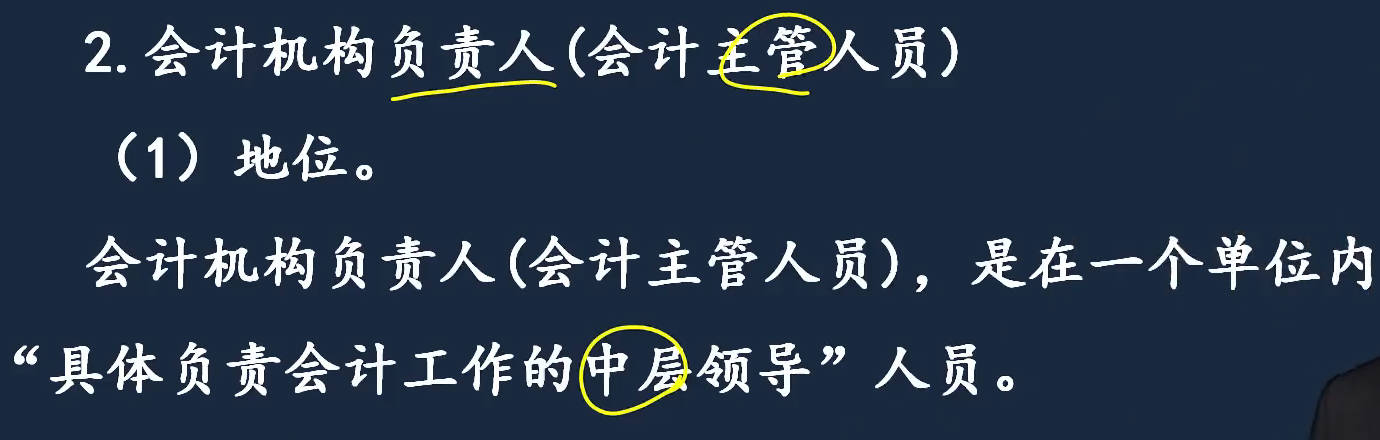 2.会计机构负责人(会计主管人员)
（1）地位。
会计机构负责人(会计主管人员)，是在一个单位内
“具体负责会计工作的中层领导”人员。